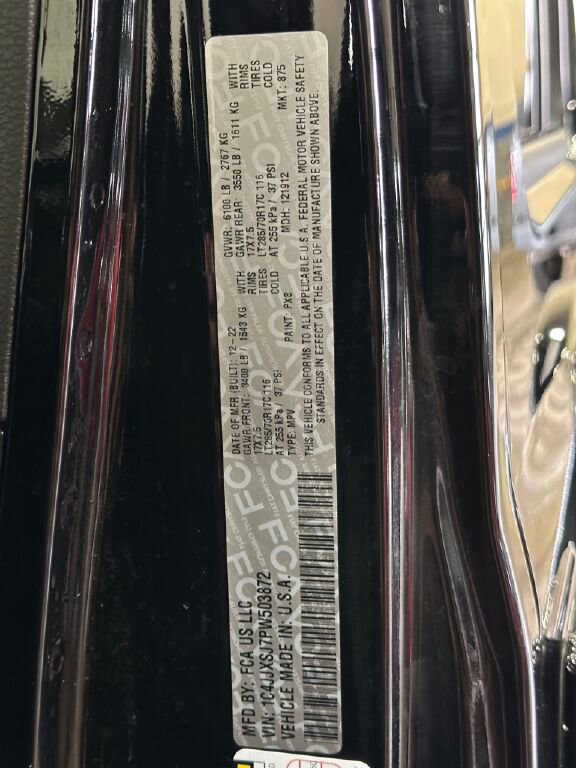 MFD BY: FCA US LLC
VIN: 1C4JJXSJ7PW503872
VEHICLE MADE IN: U.S.A.
DATE OF MFR (BUILT): 12-22
GAWR FRONT: 3400 LB / 1543 KG WITH
17X7.5 RIMS
LT285/70R17C 116 TIRES
AT 255 kPa / 37 PSI COLD
TYPE: MPV PAINT: PX8
GVWR: 6100 LB / 2767 KG
GAWR REAR: 3550 LB / 1611 KG WITH
17X7.5 RIMS
LT285/70R17C 116 TIRES
AT 255 kPa / 37 PSI COLD
MDH: 121912 MKT: 875
THIS VEHICLE CONFORMS TO ALL APPLICABLE U.S.A. FEDERAL MOTOR VEHICLE SAFETY
STANDARDS IN EFFECT ON THE DATE OF MANUFACTURE SHOWN ABOVE.